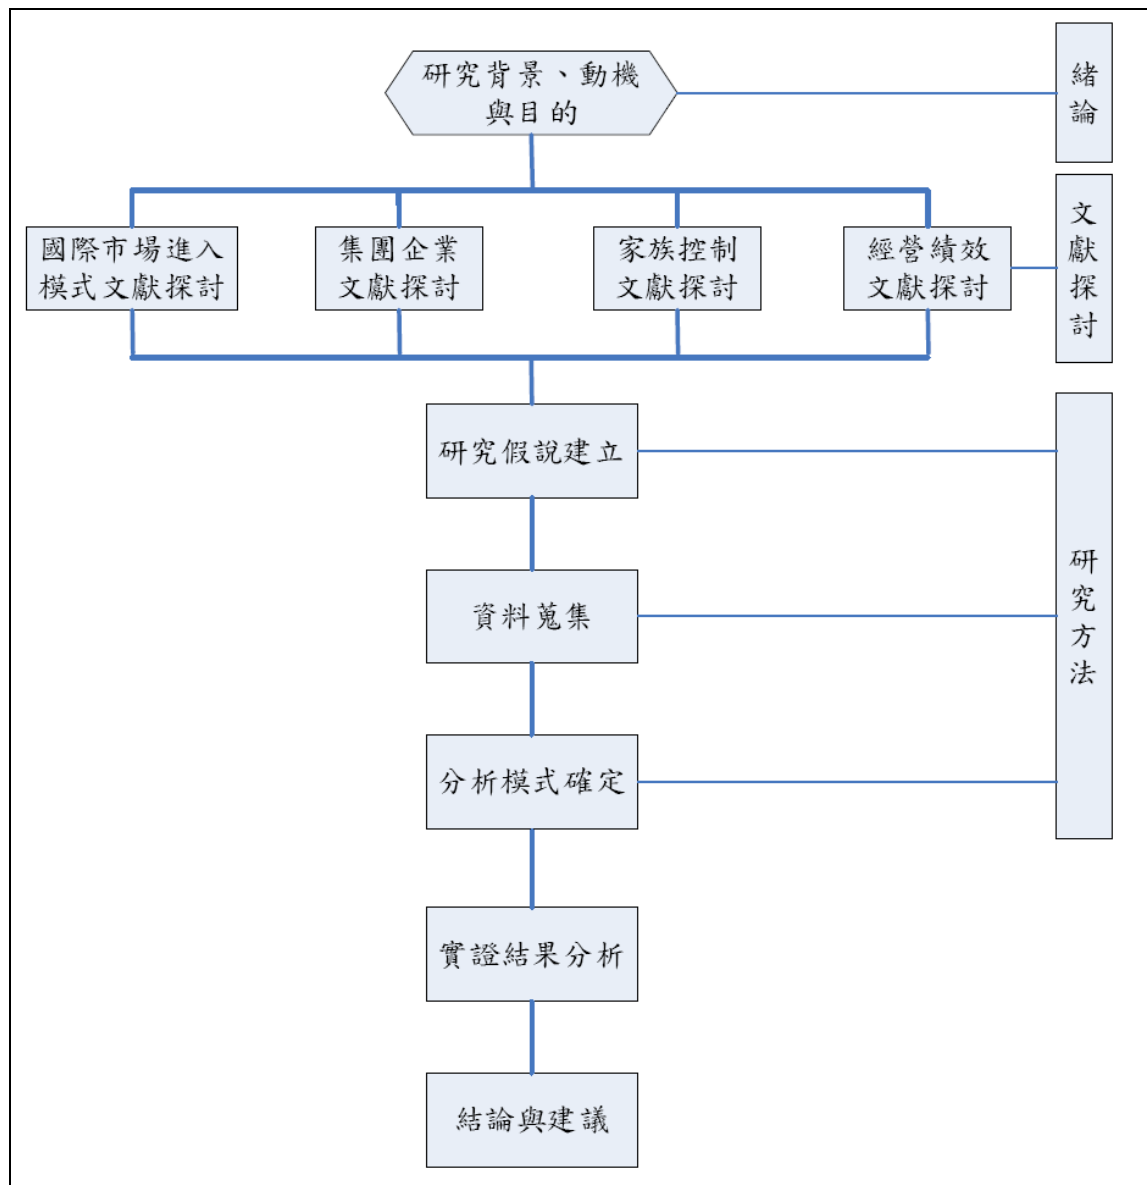 研究背景、動機
與目的
緒論
國際市場進入
模式文獻探討
集團企業
文獻探討
家族控制
文獻探討
經營績效
文獻探討
文獻探討
研究假說建立
資料蒐集
分析模式確定
研究方法
實證結果分析
結論與建議